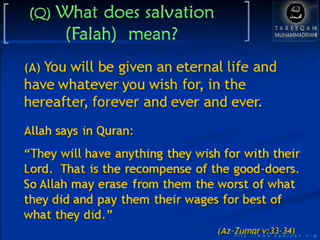 (Q) What does salvation
(Falah) mean?
TAREEQAH
MUHAMMADIYAH
(A) You will be given an eternal life and
have whatever you wish for, in the
hereafter, forever and ever and ever.
Allah says in Quran:
“They will have anything they wish for with their
Lord. That is the recompense of the good-doers.
So Allah may erase from them the worst of what
they did and pay them their wages for best of
what they did.”
(Az-Zumar v:33-34)